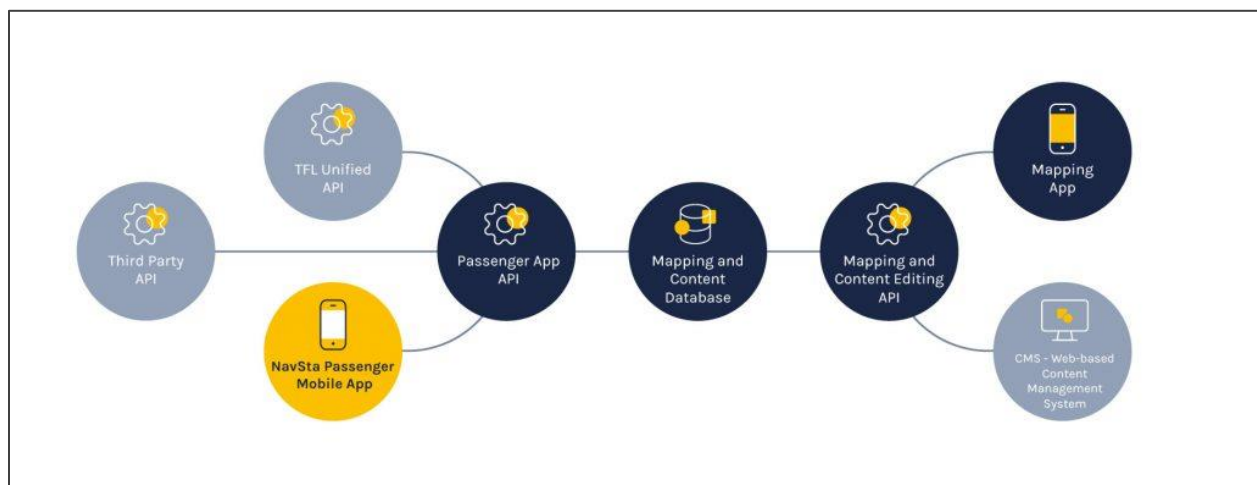 TFL Unified
API
Third Party
API
NavSta Passenger
Mobile App
Passenger App
API
Mapping and
Content
Database
Mapping and
Content Editing
API
Mapping
App
CMS - Web-based
Content
Management
System